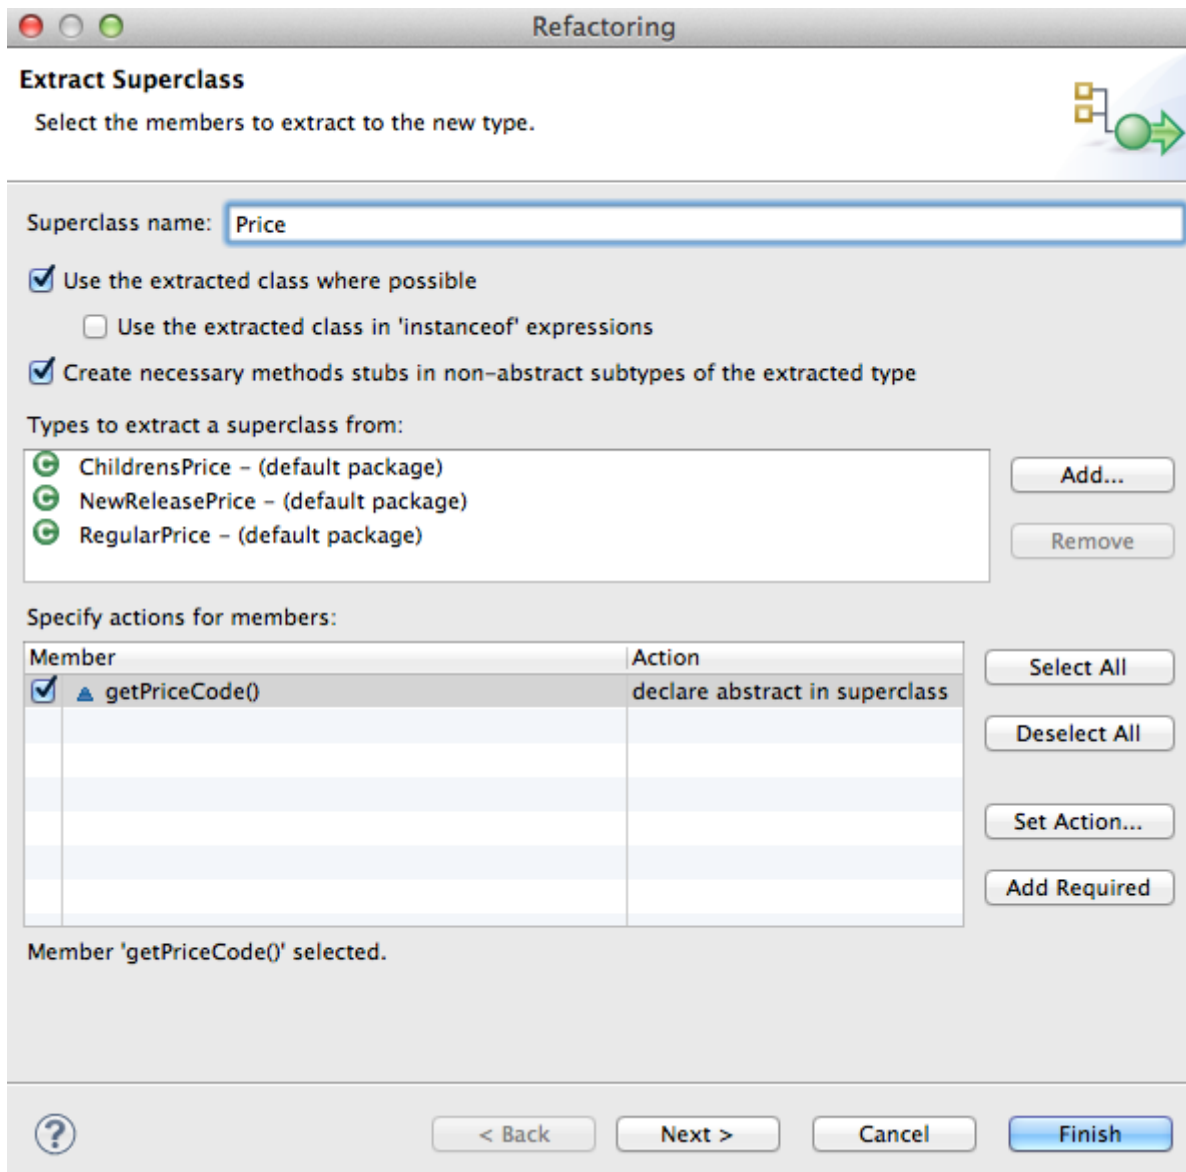 Refactoring
Extract Superclass
Select the members to extract to the new type.
Superclass name: Price
Use the extracted class where possible
Use the extracted class in 'instanceof' expressions
Create necessary methods stubs in non-abstract subtypes of the extracted type
Types to extract a superclass from:
ChildrensPrice – (default package)
NewReleasePrice – (default package)
RegularPrice – (default package)
Add...
Remove
Specify actions for members:
Member Action
getPriceCode() declare abstract in superclass
Select All
Deselect All
Set Action...
Add Required
Member 'getPriceCode()' selected.
? < Back Next > Cancel Finish